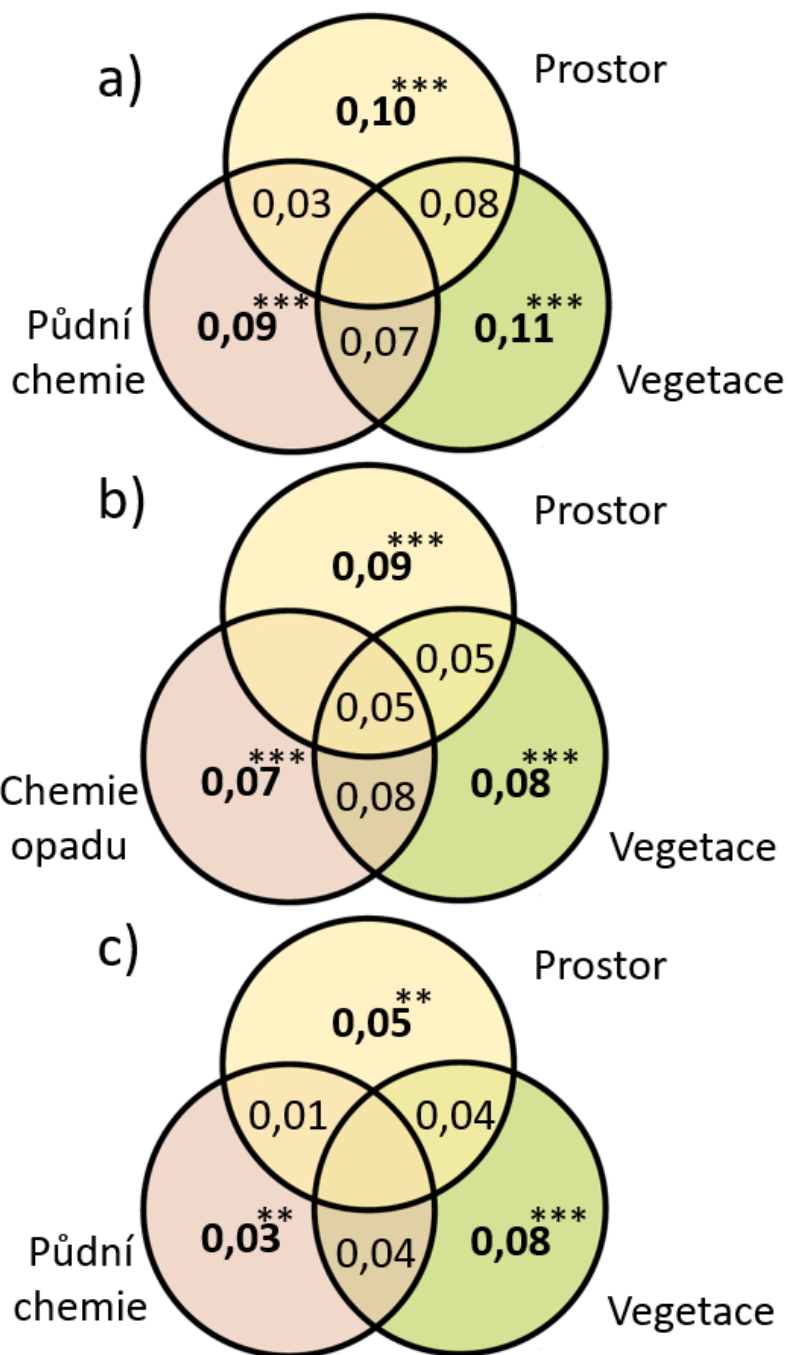 a)
Prostor
0,10***
0,03
0,08
Půdní
chemie
0,09***
0,07
0,11***
Vegetace
b)
Prostor
0,09***
0,05
0,05
Chemie
opadu
0,07***
0,08
0,08***
Vegetace
c)
Prostor
0,05**
0,01
0,04
Půdní
chemie
0,03**
0,04
0,08***
Vegetace